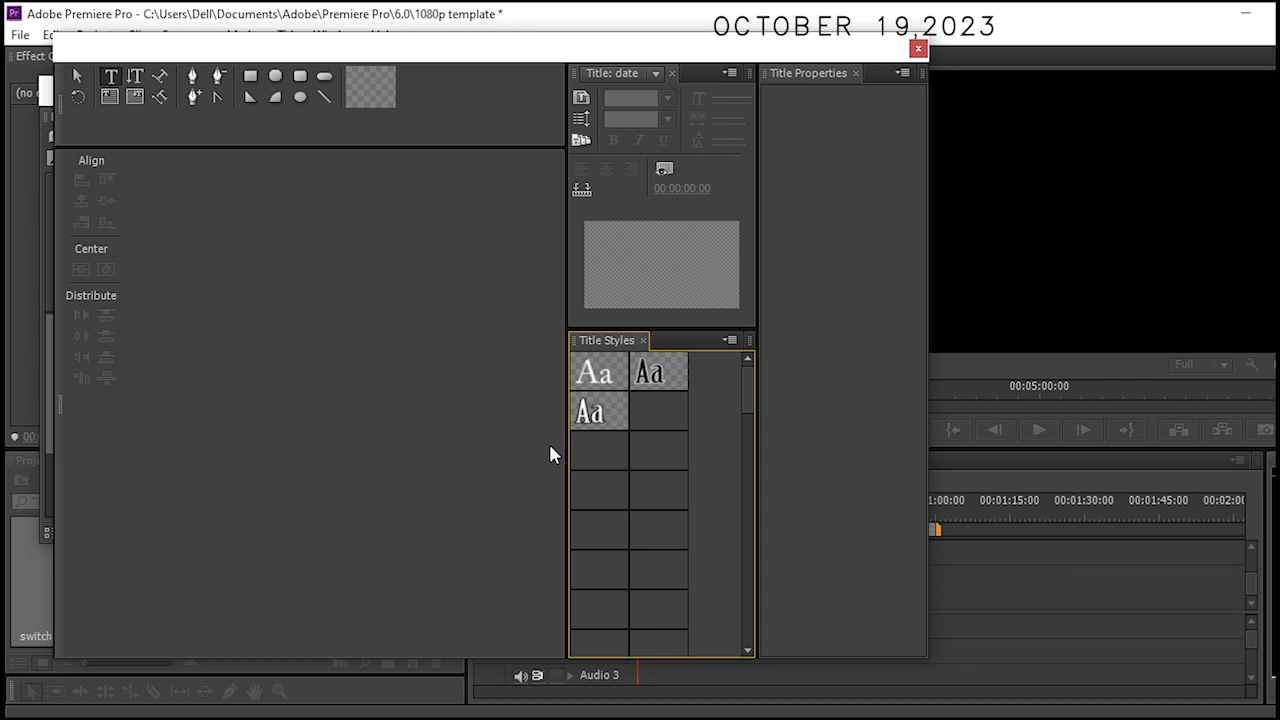 Adobe Premiere Pro - C:\Users\Dell\Documents\Adobe\Premiere Pro\6.0\1080p template *
OCTOBER 19,2023
File
Effect
Title: date
Title Properties
(no
Align
00:00:00:00
Center
Distribute
Title Styles
Aa Aa
Aa
Full
00:05:00:00
00:
Proje
1:00:00 00:01:15:00 00:01:30:00 00:01:45:00 00:02:0
switch
Audio 3